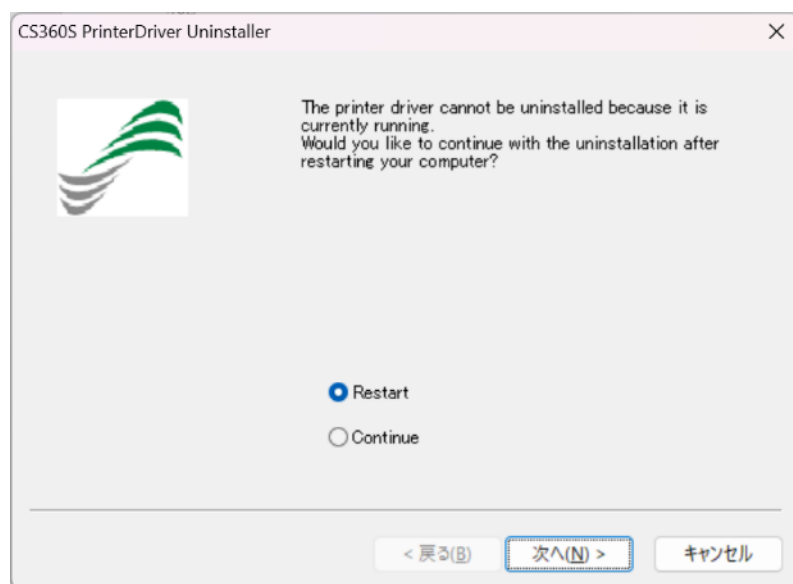 CS360S PrinterDriver Uninstaller
The printer driver cannot be uninstalled because it is
currently running.
Would you like to continue with the uninstallation after
restarting your computer?
Restart
Continue
< 戻る(B)
次へ(N) >
キャンセル